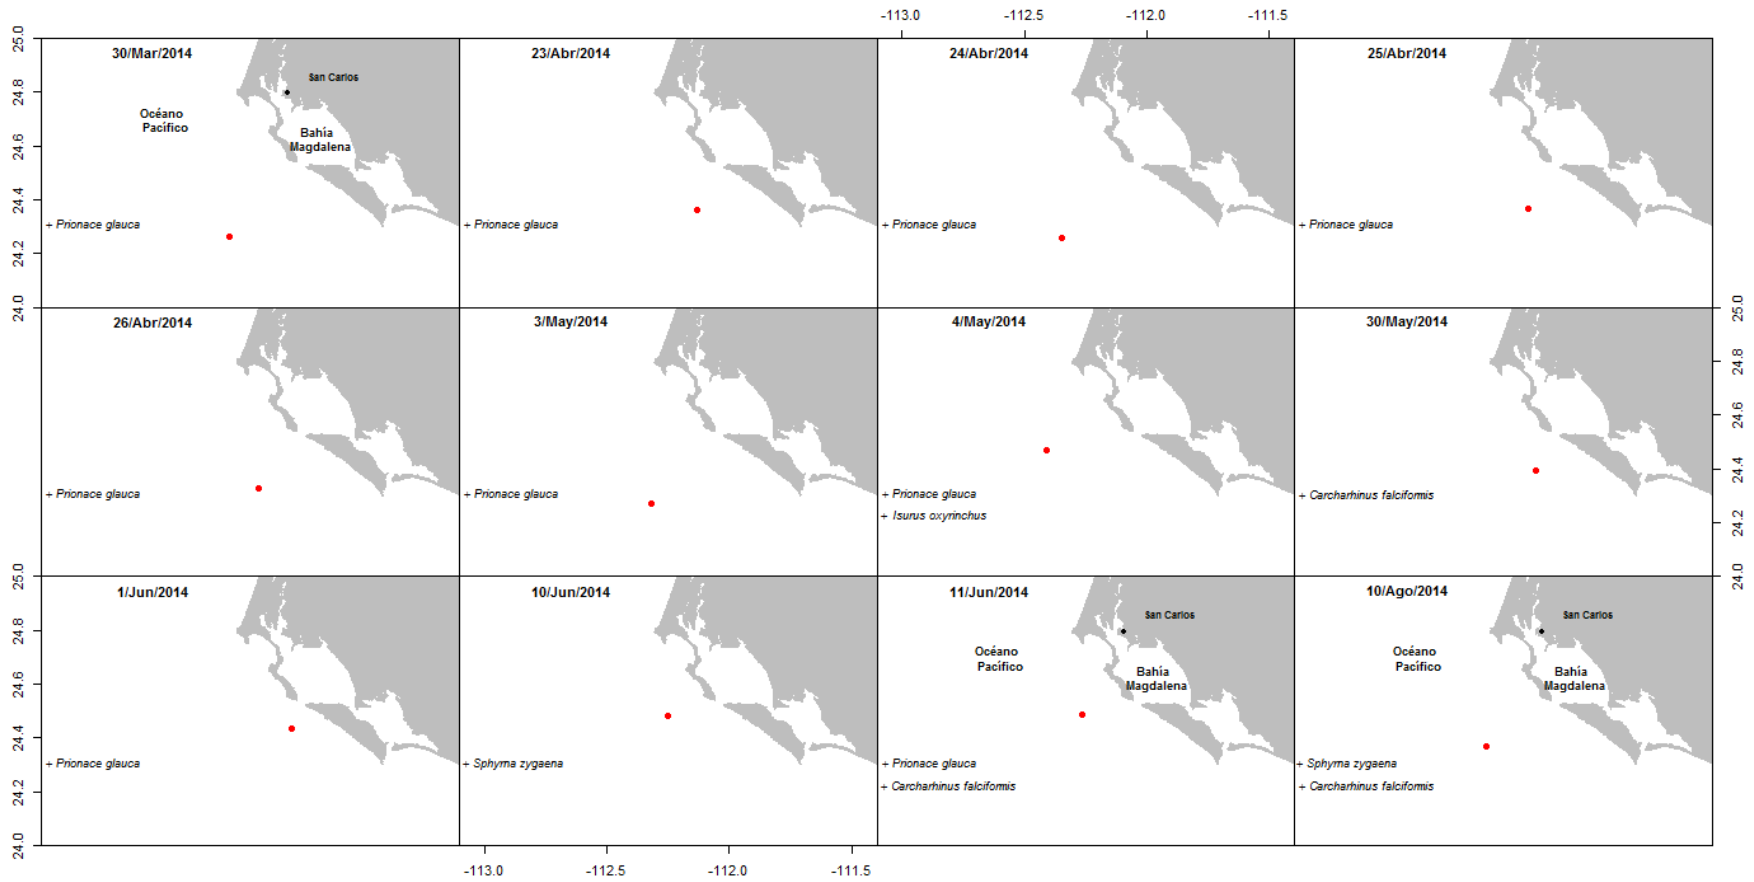 -113.0 -112.5 -112.0 -111.5
30/Mar/2014 23/Abr/2014 24/Abr/2014 25/Abr/2014
San Carlos
Océano
Pacífico
Bahía
Magdalena
+ Prionace glauca + Prionace glauca + Prionace glauca + Prionace glauca
25.0
24.8
24.6
24.4
24.2
24.0
26/Abr/2014 3/May/2014 4/May/2014 30/May/2014
+ Prionace glauca + Prionace glauca + Prionace glauca + Carcharhinus falciformis
+ Isurus oxyrinchus
25.0
24.8
24.6
24.4
24.2
24.0
1/Jun/2014 10/Jun/2014 11/Jun/2014 10/Ago/2014
San Carlos San Carlos
Océano Océano
Pacífico Pacífico
Bahía Bahía
Magdalena Magdalena
+ Prionace glauca + Sphyrna zygaena + Prionace glauca + Sphyrna zygaena
+ Carcharhinus falciformis + Carcharhinus falciformis
25.0
24.8
24.6
24.4
24.2
24.0
-113.0 -112.5 -112.0 -111.5